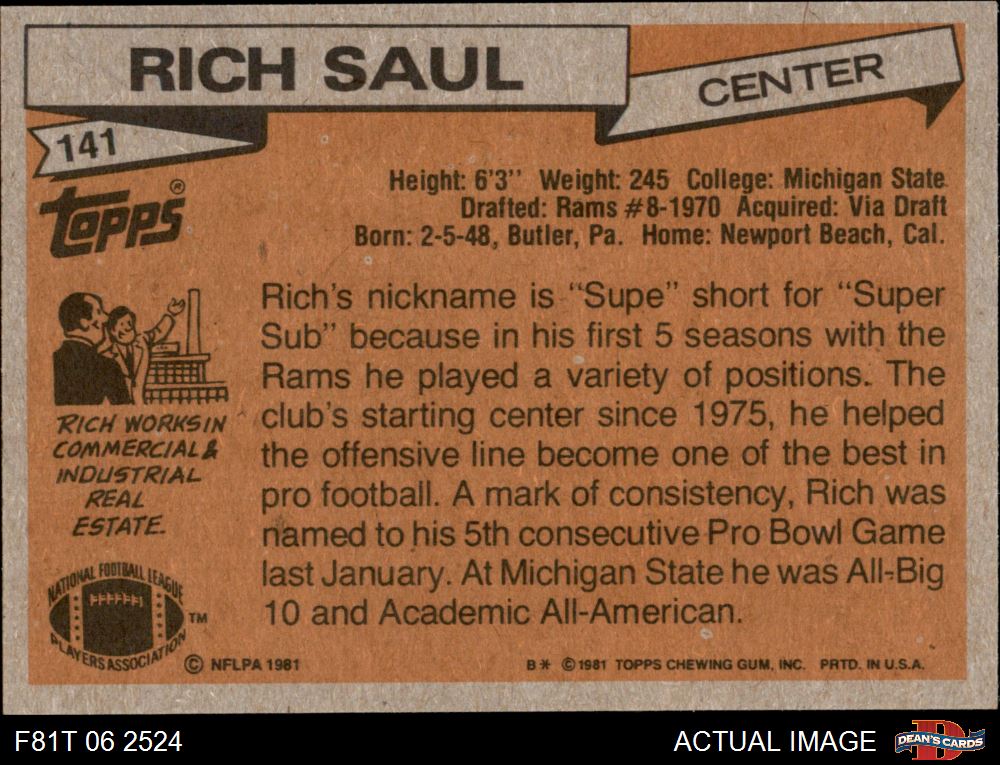 RICH SAUL
CENTER
141
TOPPS®
Height: 6'3'' Weight: 245 College: Michigan State
Drafted: Rams #8-1970 Acquired: Via Draft
Born: 2-5-48, Butler, Pa. Home: Newport Beach, Cal.
RICH WORKS IN
COMMERCIAL &
INDUSTRIAL
REAL
ESTATE.
Rich's nickname is "Supe" short for "Super
Sub" because in his first 5 seasons with the
Rams he played a variety of positions. The
club's starting center since 1975, he helped
the offensive line become one of the best in
pro football. A mark of consistency, Rich was
named to his 5th consecutive Pro Bowl Game
last January. At Michigan State he was All-Big
10 and Academic All-American.
NATIONAL FOOTBALL LEAGUE
PLAYERS ASSOCIATION
TM
© NFLPA 1981
B* © 1981 TOPPS CHEWING GUM, INC. PRTD. IN U.S.A.
F81T 06 2524
ACTUAL IMAGE
D
DEAN'S CARDS